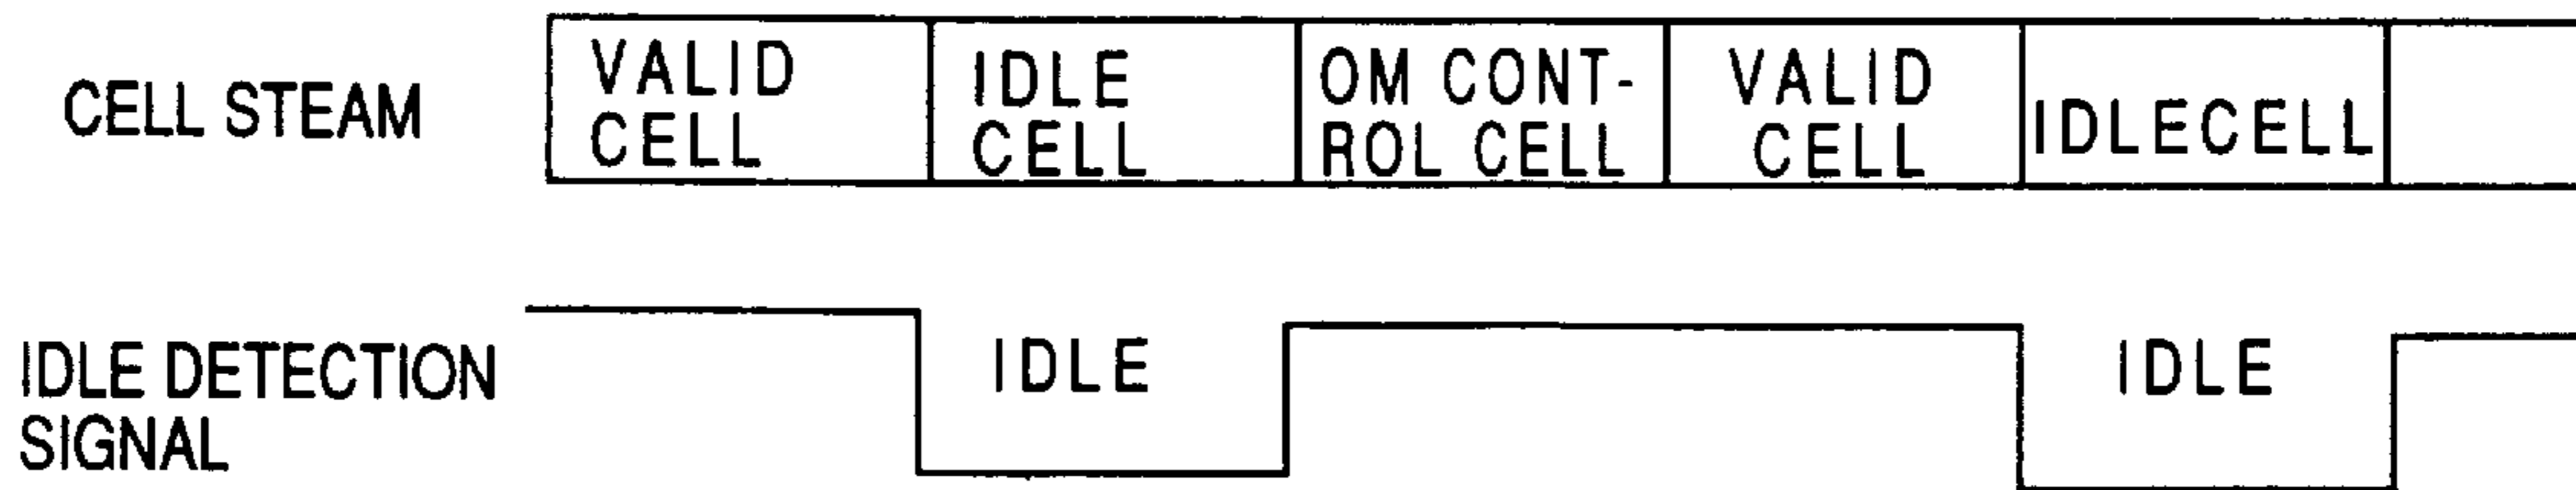 CELL STEAM
VALID
CELL
IDLE
CELL
OM CONT-
ROL CELL
VALID
CELL
IDLECELL
IDLE DETECTION
SIGNAL
IDLE
IDLE